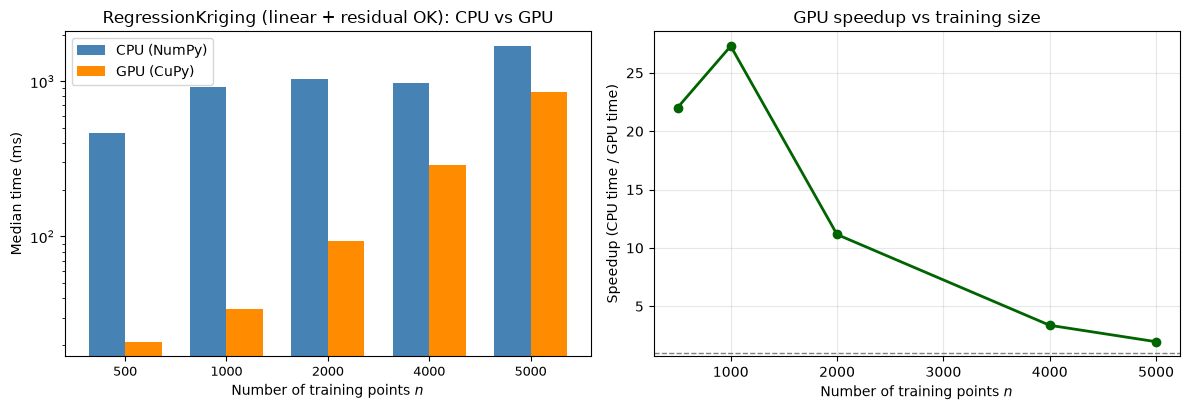 RegressionKriging (linear + residual OK): CPU vs GPU
CPU (NumPy)
GPU (CuPy)
Median time (ms)
10³
10²
500 1000 2000 4000 5000
Number of training points n
GPU speedup vs training size
Speedup (CPU time / GPU time)
25
20
15
10
5
1000 2000 3000 4000 5000
Number of training points n